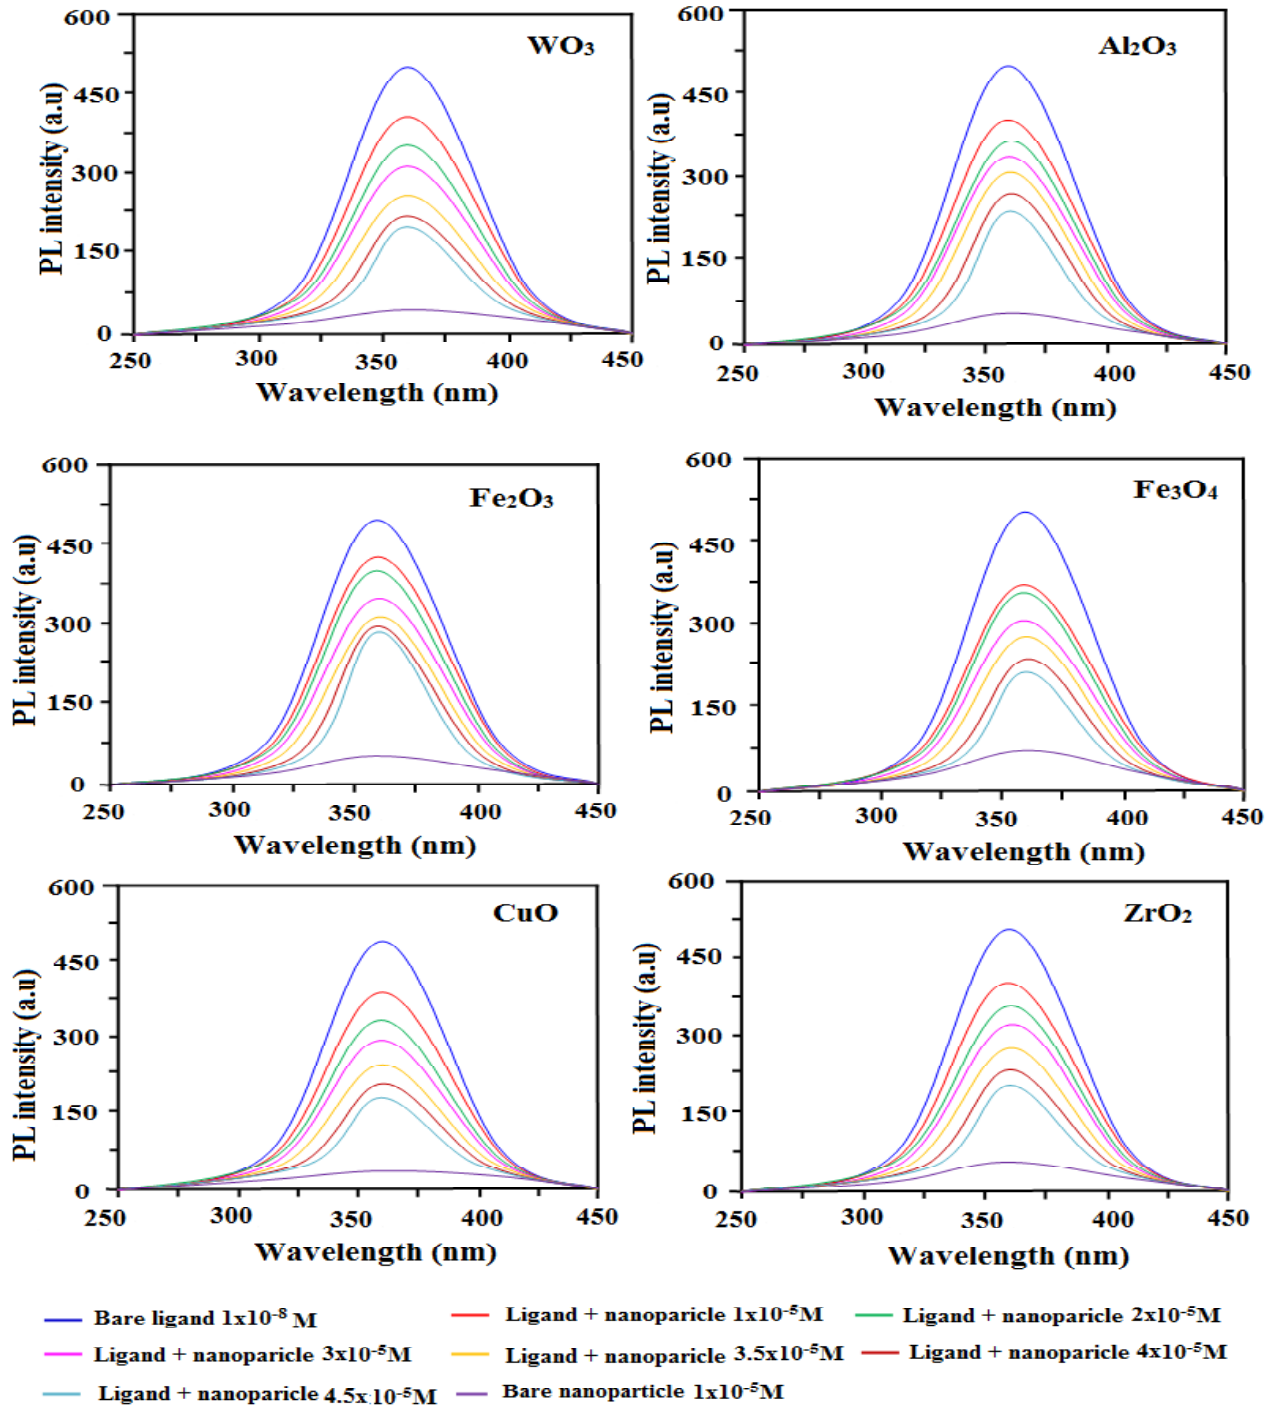 600
WO₃
450
300
150
0
250 300 350 400 450
PL intensity (a.u)
Wavelength (nm)
600
Al₂O₃
450
300
150
0
250 300 350 400 450
PL intensity (a.u)
Wavelength (nm)
600
Fe₂O₃
450
300
150
0
250 300 350 400 450
PL intensity (a.u)
Wavelength (nm)
600
Fe₃O₄
450
300
150
0
250 300 350 400 450
PL intensity (a.u)
Wavelength (nm)
600
CuO
450
300
150
0
250 300 350 400 450
PL intensity (a.u)
Wavelength (nm)
600
ZrO₂
450
300
150
0
250 300 350 400 450
PL intensity (a.u)
Wavelength (nm)
Bare ligand 1x10⁻⁸ M
Ligand + nanoparicle 1x10⁻⁵M
Ligand + nanoparicle 2x10⁻⁵M
Ligand + nanoparicle 3x10⁻⁵M
Ligand + nanoparicle 3.5x10⁻⁵M
Ligand + nanoparicle 4x10⁻⁵M
Ligand + nanoparicle 4.5x10⁻⁵M
Bare nanoparticle 1x10⁻⁵M